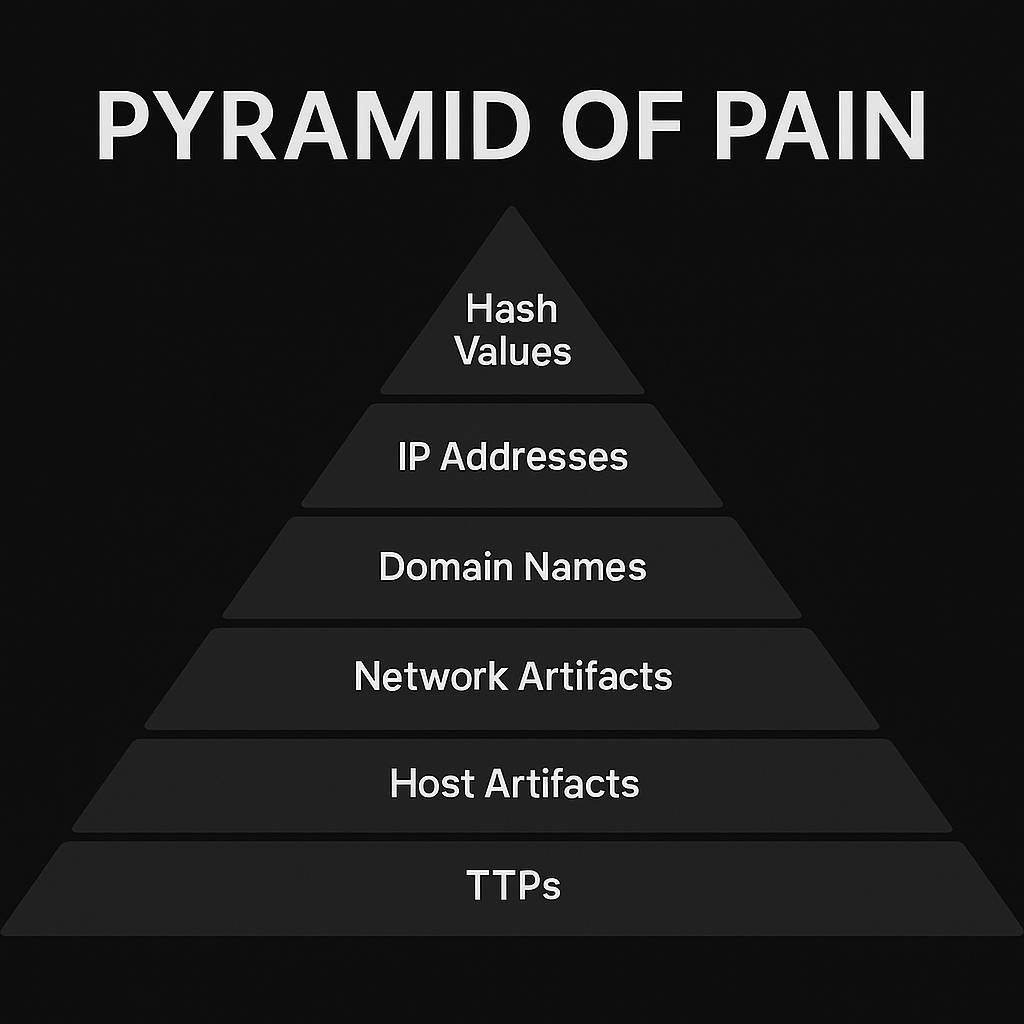 PYRAMID OF PAIN
Hash
Values
IP Addresses
Domain Names
Network Artifacts
Host Artifacts
TTPs